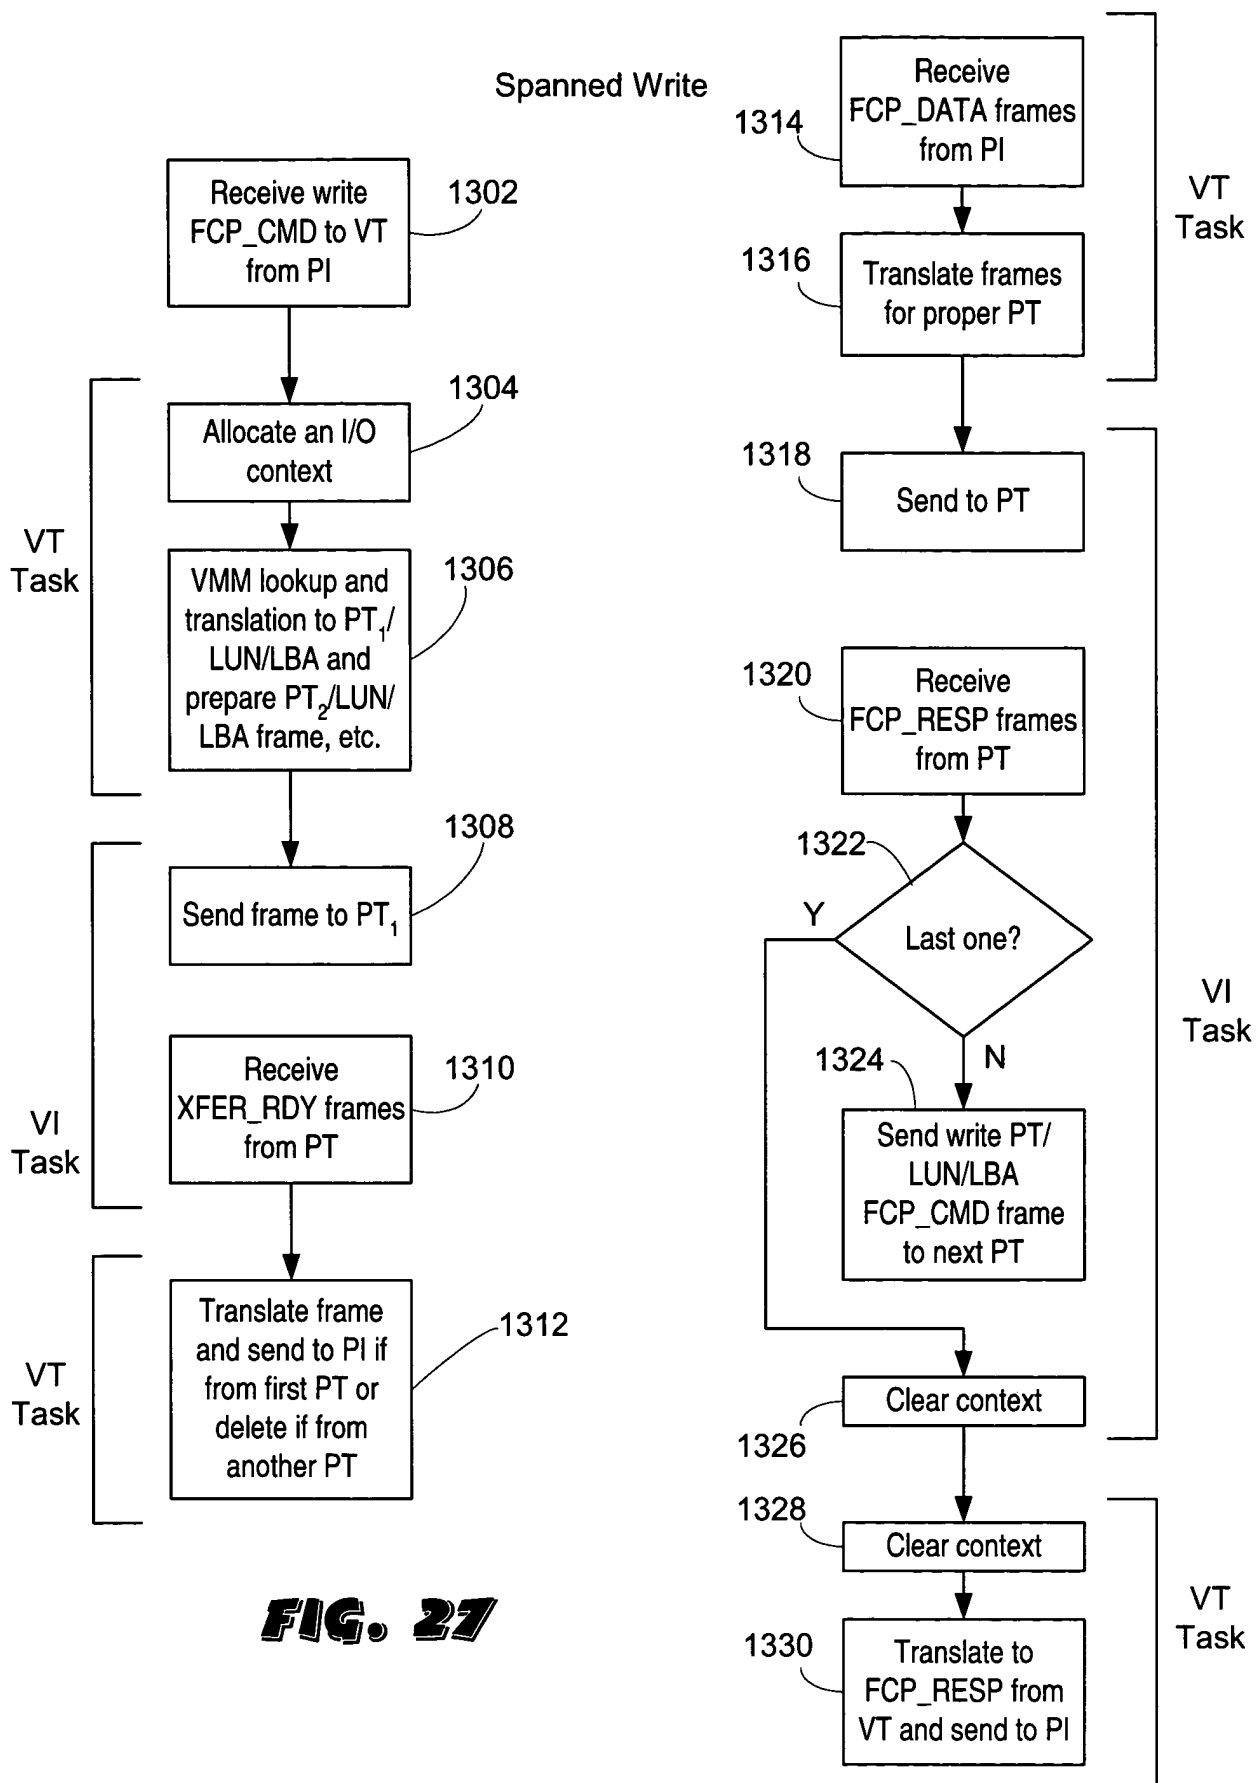 Spanned Write
1302
Receive write
FCP_CMD to VT
from PI
VT
Task
1304
Allocate an I/O
context
1306
VMM lookup and
translation to PT1/
LUN/LBA and
prepare PT2/LUN/
LBA frame, etc.
VI
Task
1308
Send frame to PT1
1310
Receive
XFER_RDY frames
from PT
VT
Task
1312
Translate frame
and send to PI if
from first PT or
delete if from
another PT
1314
Receive
FCP_DATA frames
from PI
VT
Task
1316
Translate frames
for proper PT
1318
Send to PT
1320
Receive
FCP_RESP frames
from PT
1322
Last one?
Y
N
VI
Task
1324
Send write PT/
LUN/LBA
FCP_CMD frame
to next PT
Clear context
1326
1328
Clear context
VT
Task
1330
Translate to
FCP_RESP from
VT and send to PI
FIG. 27